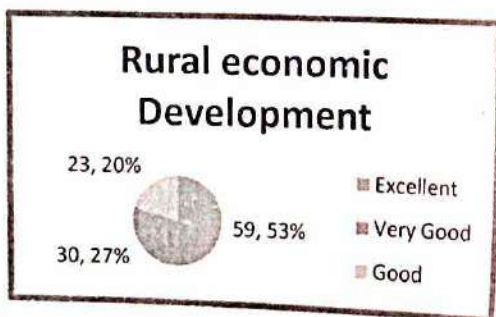 Rural economic
Development
23, 20%
Excellent
59, 53%
Very Good
30, 27%
Good